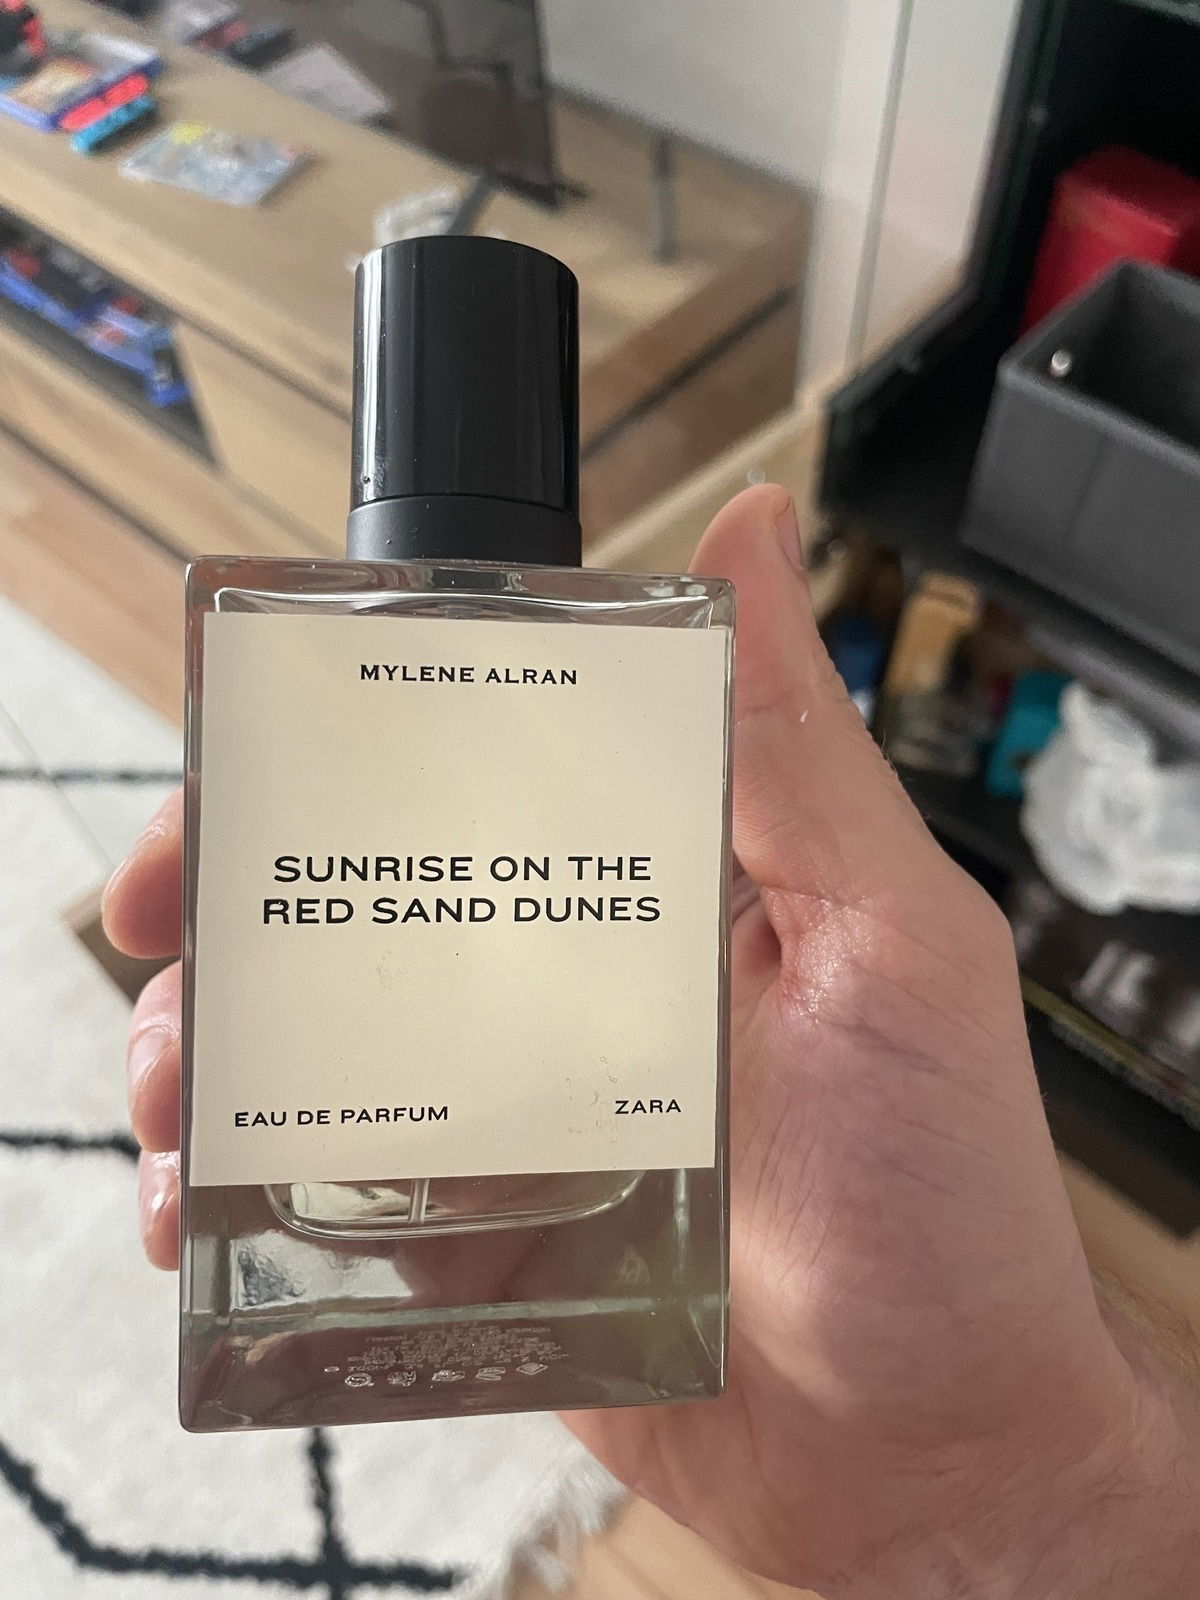 MYLENE ALRAN
SUNRISE ON THE
RED SAND DUNES
EAU DE PARFUM
ZARA